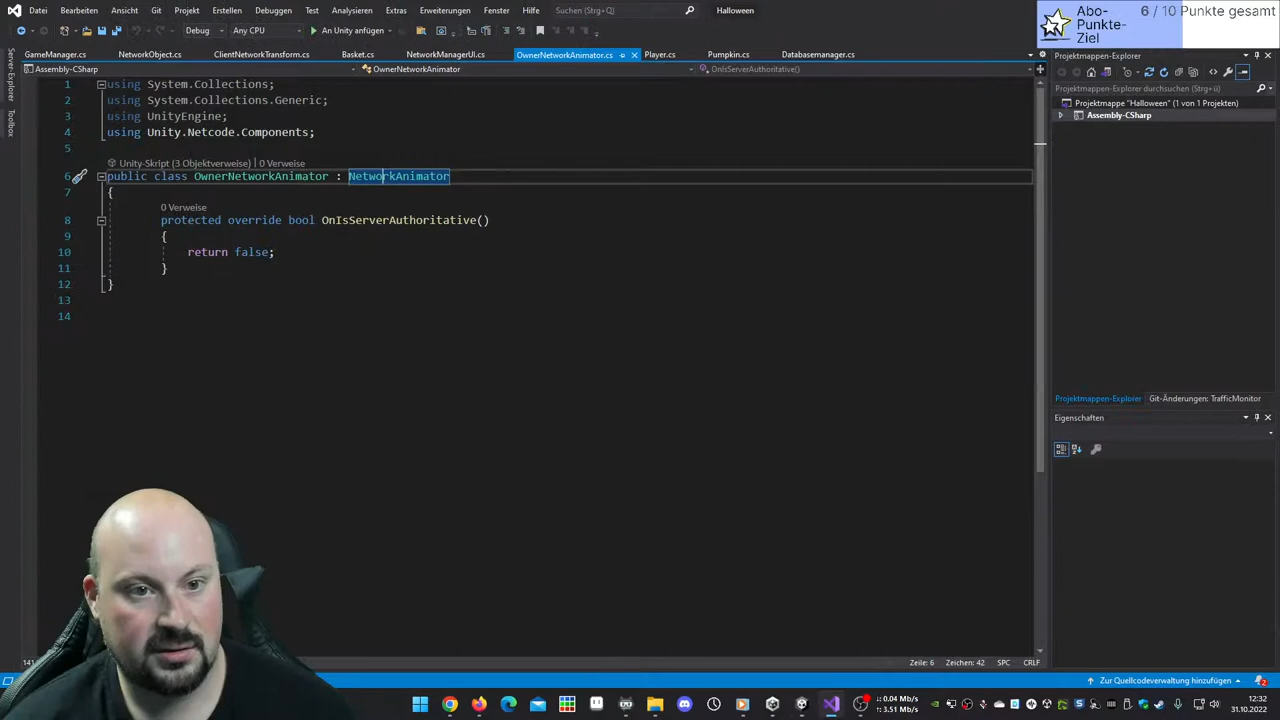 Datei Bearbeiten Ansicht Git Projekt Erstellen Debuggen Test Analysieren Extras Erweiterungen Fenster Hilfe Suchen (Strg+Q) Halloween
Abo-
Punkte-
Ziel
6 / 10 Punkte gesamt
Debug Any CPU An Unity anfügen
GameManager.cs NetworkObject.cs ClientNetworkTransform.cs Basket.cs NetworkManagerUI.cs OwnerNetworkAnimator.cs Player.cs Pumpkin.cs Databasemanager.cs
Assembly-CSharp OwnerNetworkAnimator OnIsServerAuthoritative()
Server-Explorer
Toolbox
1 using System.Collections;
2 using System.Collections.Generic;
3 using UnityEngine;
4 using Unity.Netcode.Components;
5
Unity-Skript (3 Objektverweise) | 0 Verweise
6 public class OwnerNetworkAnimator : NetworkAnimator
7 {
0 Verweise
8 protected override bool OnIsServerAuthoritative()
9 {
10 return false;
11 }
12 }
13
14
Projektmappen-Explorer
Projektmappen-Explorer durchsuchen (Strg+ü)
Projektmappe "Halloween" (1 von 1 Projekten)
Assembly-CSharp
Projektmappen-Explorer Git-Änderungen: TrafficMonitor
Eigenschaften
141 Zeile: 6 Zeichen: 42 SPC CRLF
Zur Quellcodeverwaltung hinzufügen 2
↑: 0.04 Mb/s
↓: 3.51 Mb/s
12:32
31.10.2022